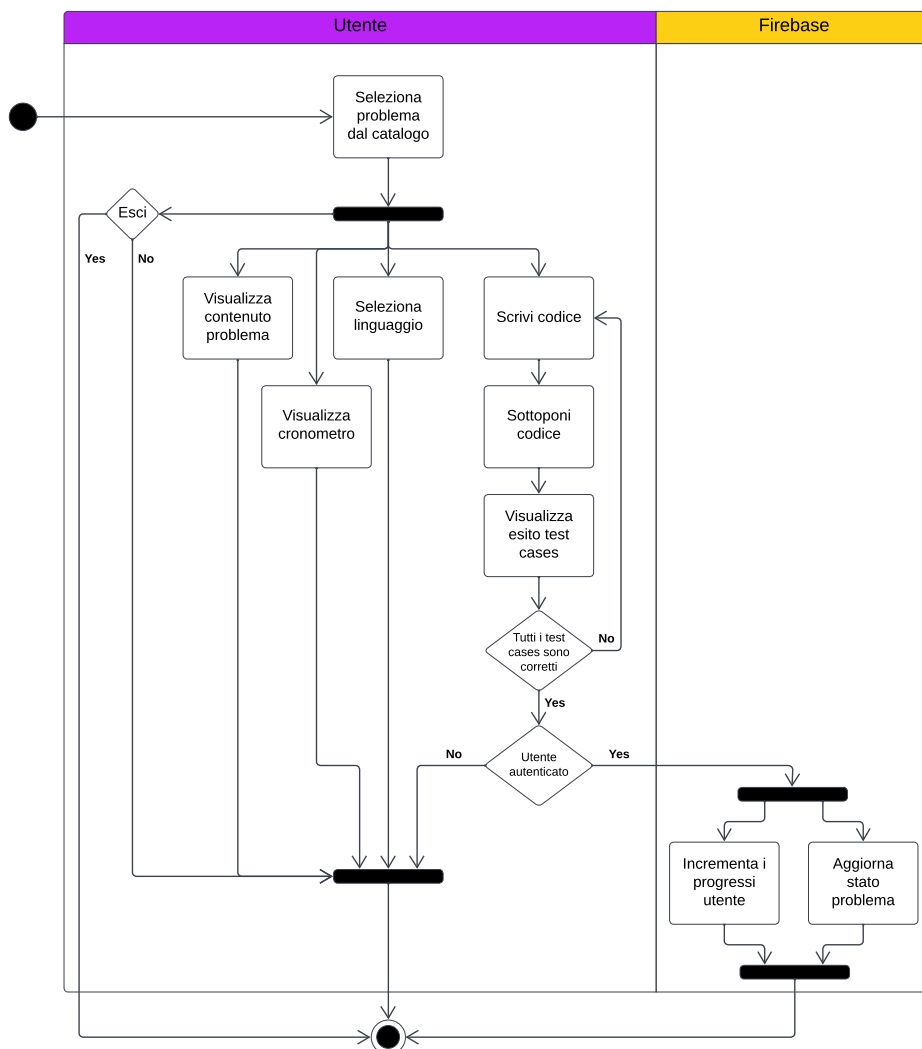 Utente
Firebase
Seleziona
problema
dal catalogo
Esci
Yes
No
Visualizza
contenuto
problema
Seleziona
linguaggio
Scrivi codice
Visualizza
cronometro
Sottoponi
codice
Visualizza
esito test
cases
Tutti i test
cases sono
corretti
No
Yes
Utente
autenticato
No
Yes
Incrementa i
progressi
utente
Aggiorna
stato
problema